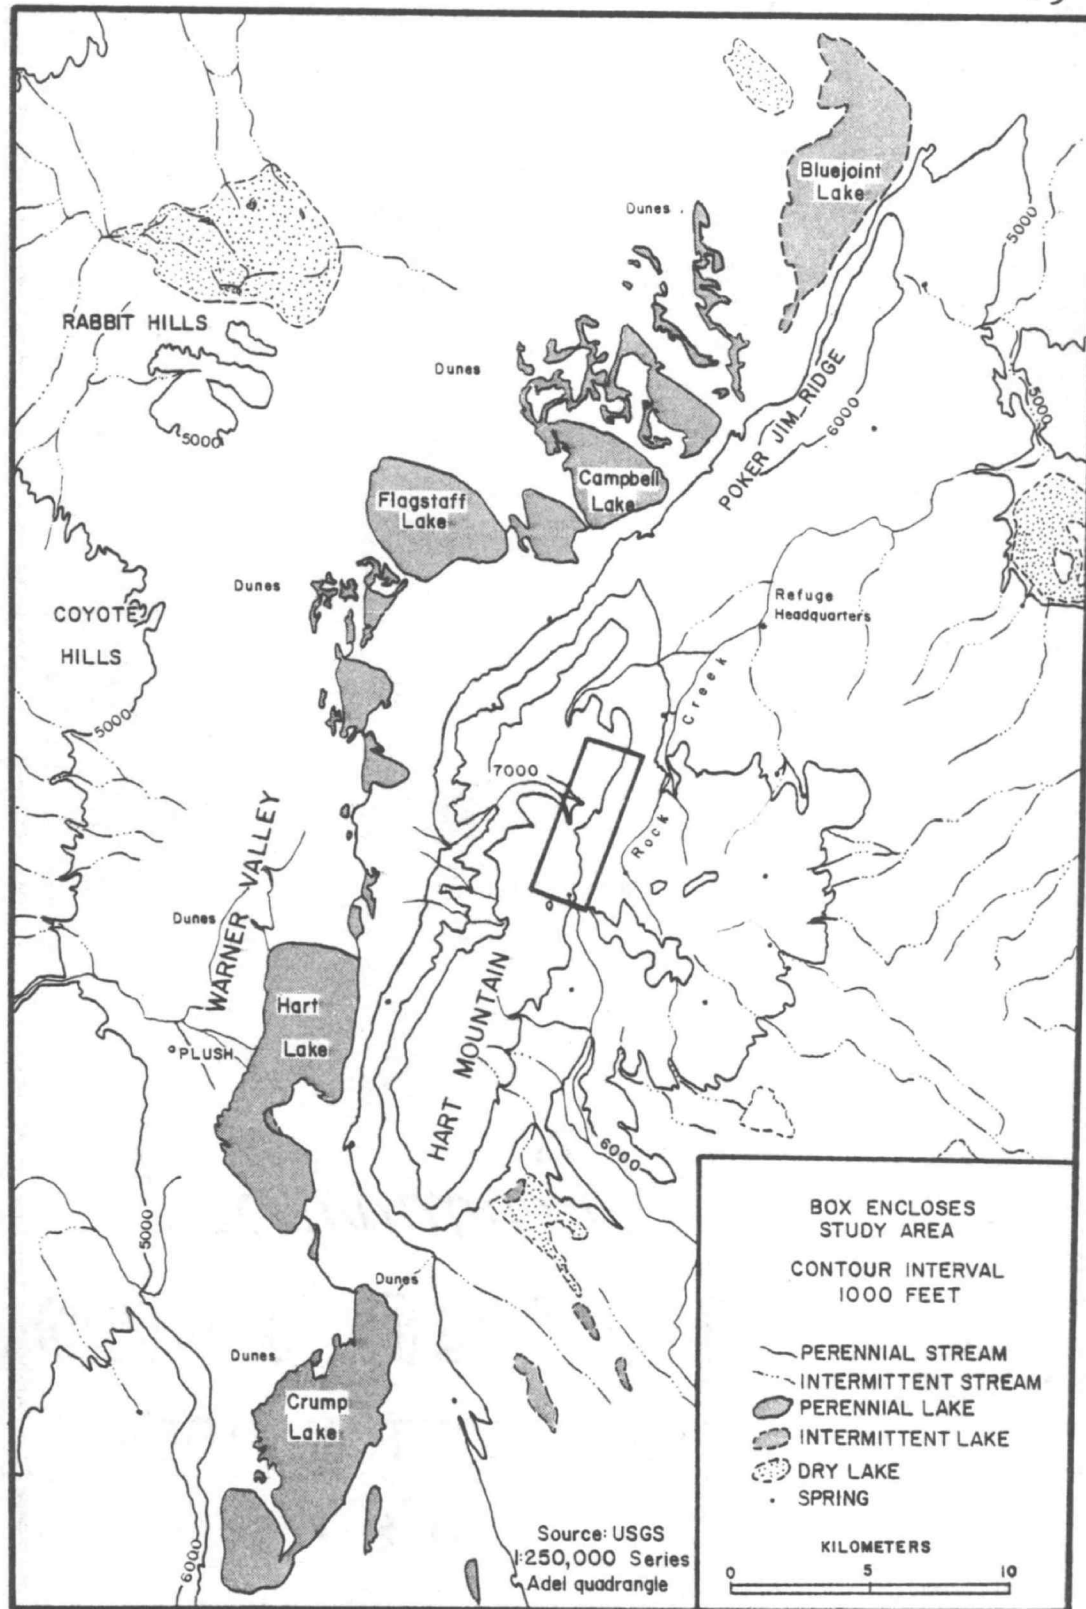 Bluejoint
Lake
Dunes
5000
RABBIT HILLS
Dunes
5000
POKER JIM RIDGE
6000
5000
Campbell
Lake
Flagstaff
Lake
Dunes
COYOTE
HILLS
Refuge
Headquarters
5000
Rock Creek
7000
WARNER VALLEY
Dunes
Hart
Lake
PLUSH
HART MOUNTAIN
6000
5000
Dunes
Dunes
Crump
Lake
6000
Source: USGS
1:250,000 Series
Adel quadrangle
BOX ENCLOSES
STUDY AREA
CONTOUR INTERVAL
1000 FEET
PERENNIAL STREAM
INTERMITTENT STREAM
PERENNIAL LAKE
INTERMITTENT LAKE
DRY LAKE
SPRING
KILOMETERS
0 5 10